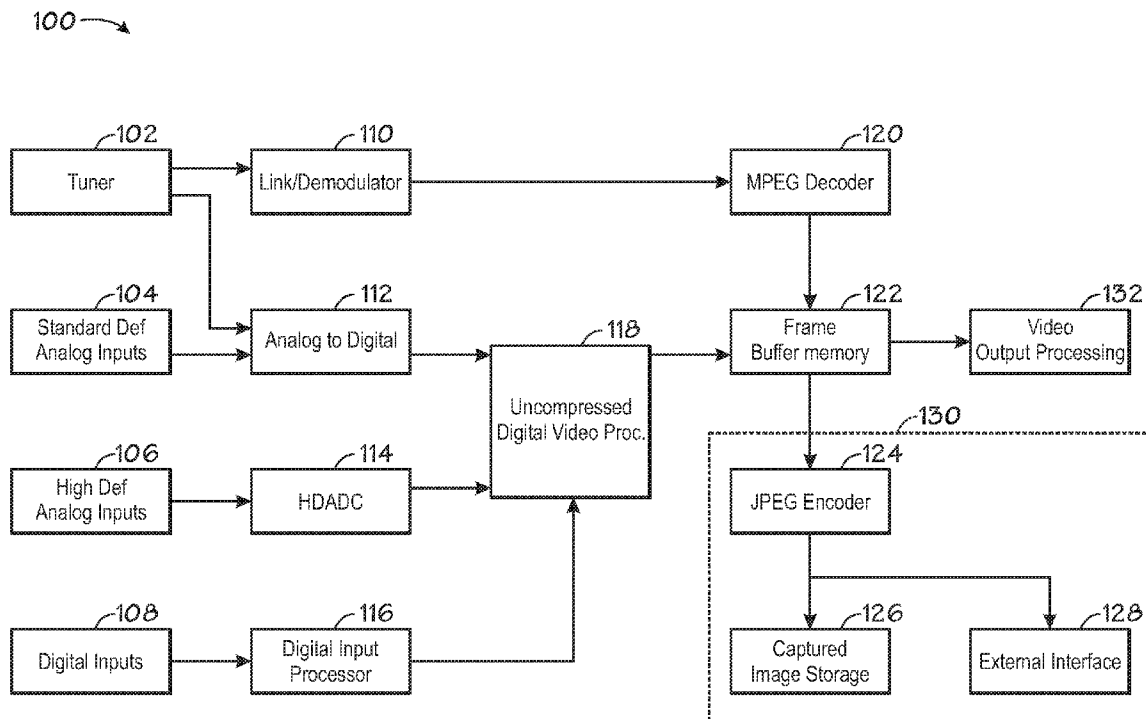 100
102
Tuner
110
Link/Demodulator
120
MPEG Decoder
104
Standard Def
Analog Inputs
112
Analog to Digital
118
Uncompressed
Digital Video Proc.
122
Frame
Buffer memory
132
Video
Output Processing
130
106
High Def
Analog Inputs
114
HDADC
124
JPEG Encoder
108
Digital Inputs
116
Digital Input
Processor
126
Captured
Image Storage
128
External Interface